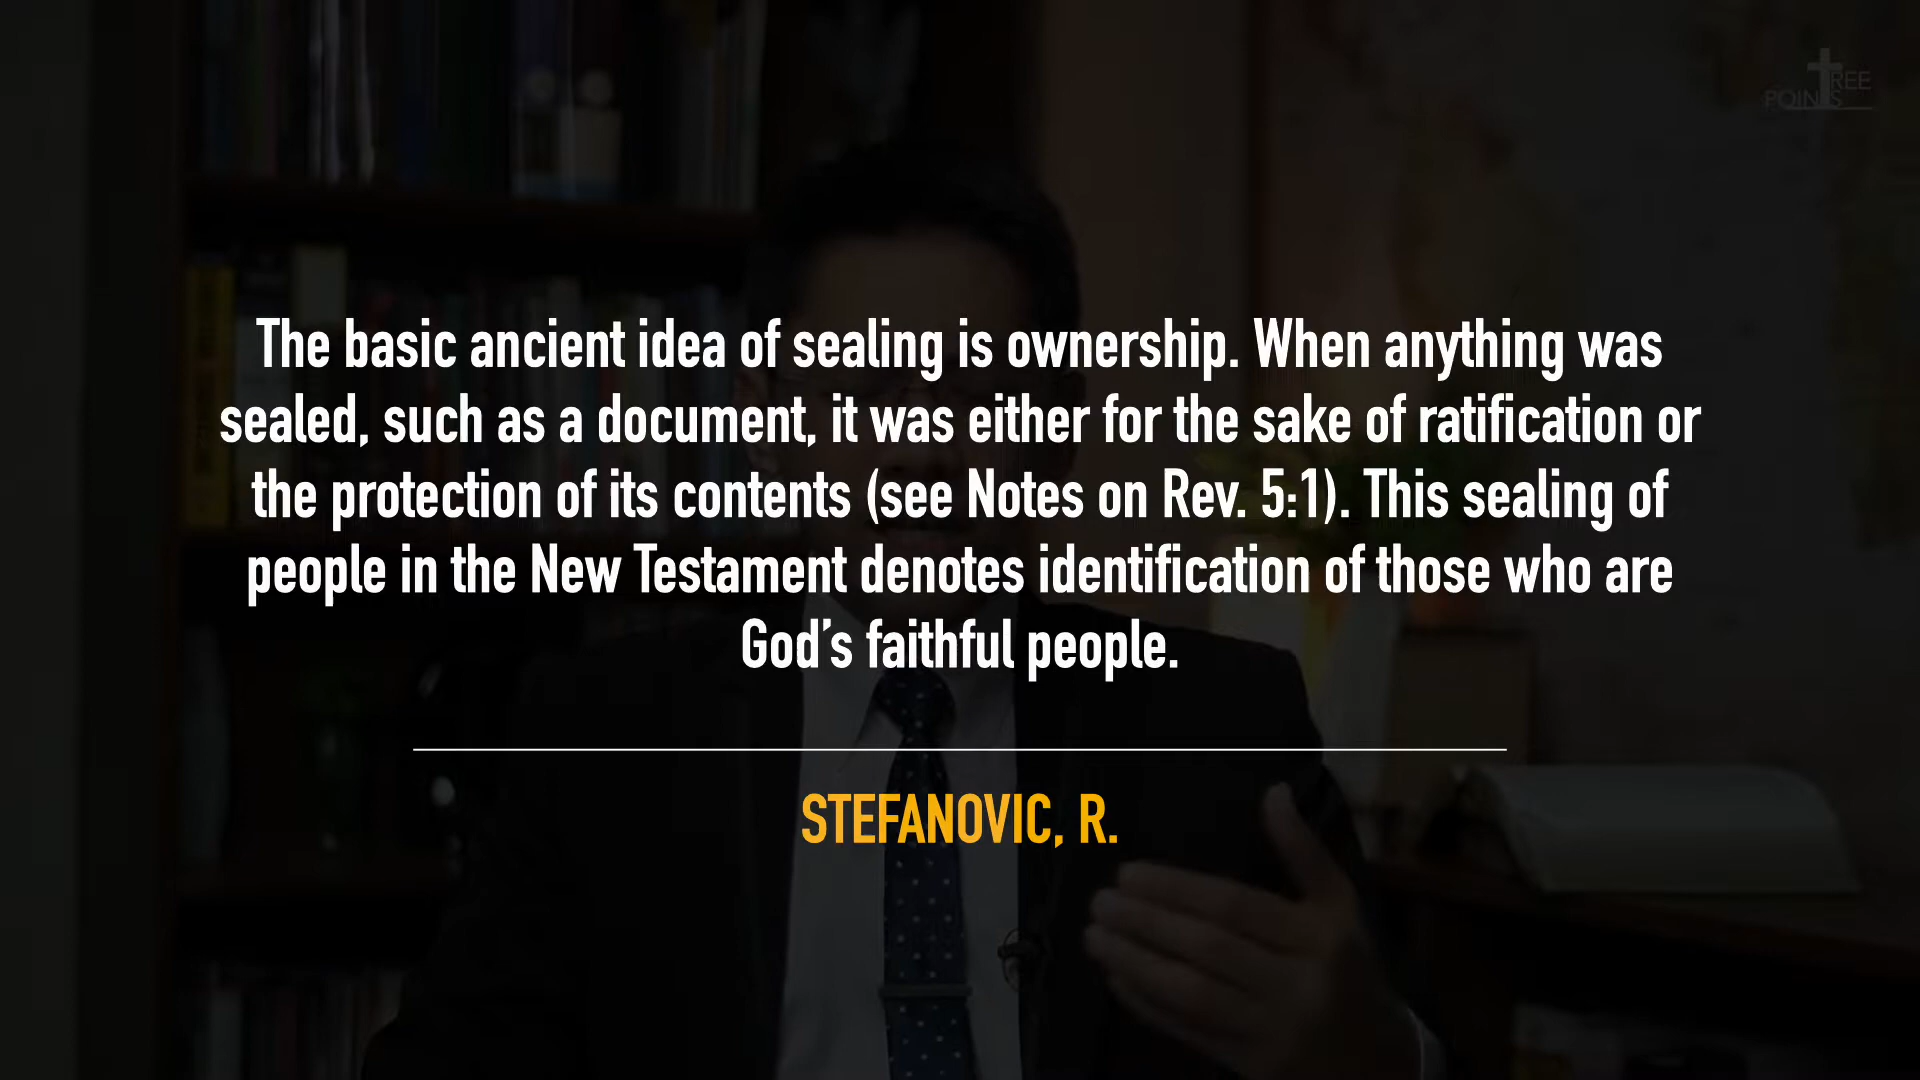 TREE
POINTS
The basic ancient idea of sealing is ownership. When anything was
sealed, such as a document, it was either for the sake of ratification or
the protection of its contents (see Notes on Rev. 5:1). This sealing of
people in the New Testament denotes identification of those who are
God’s faithful people.
STEFANOVIC, R.